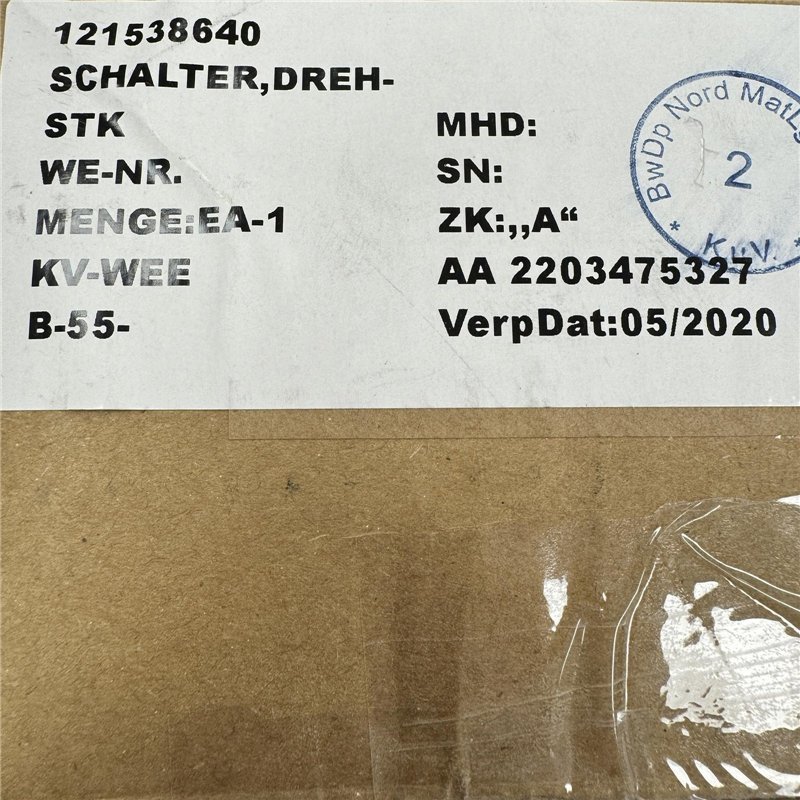 121538640
SCHALTER,DREH-
STK
WE-NR.
MENGE:EA-1
KV-WEE
B-55-
MHD:
SN:
ZK:,,A“
AA 2203475327
VerpDat:05/2020
BwDp Nord
2